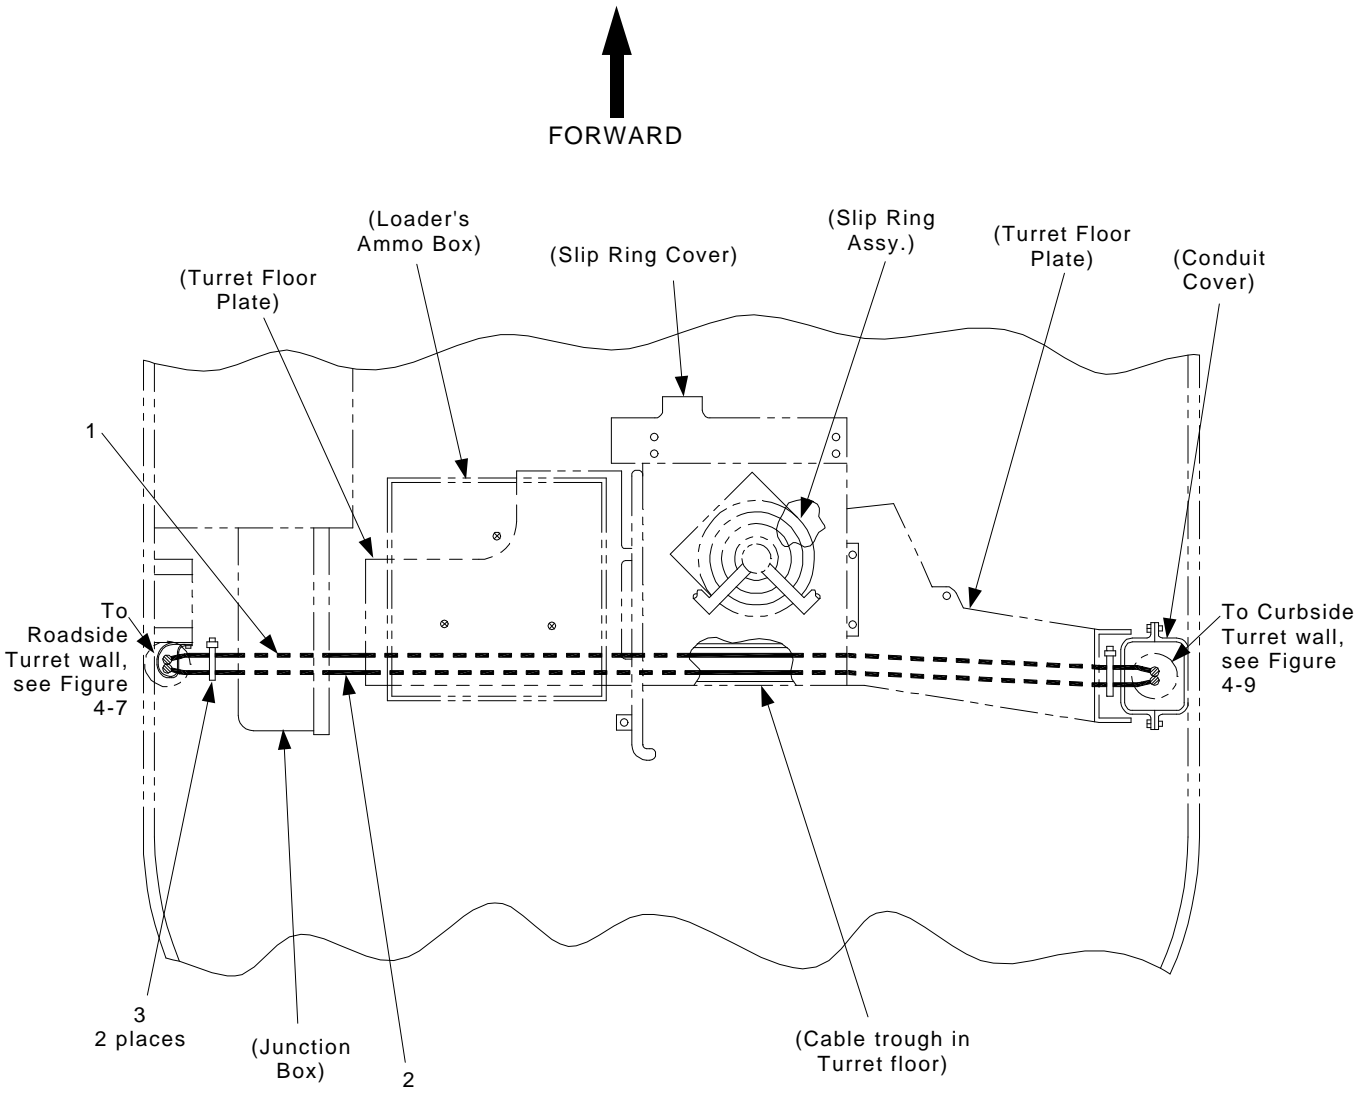 FORWARD
(Loader's
Ammo Box)
(Slip Ring
Assy.)
(Slip Ring Cover)
(Turret Floor
Plate)
(Conduit
Cover)
(Turret Floor
Plate)
1
To
Roadside
Turret wall,
see Figure
4-7
To Curbside
Turret wall,
see Figure
4-9
3
2 places
(Junction
Box)
2
(Cable trough in
Turret floor)